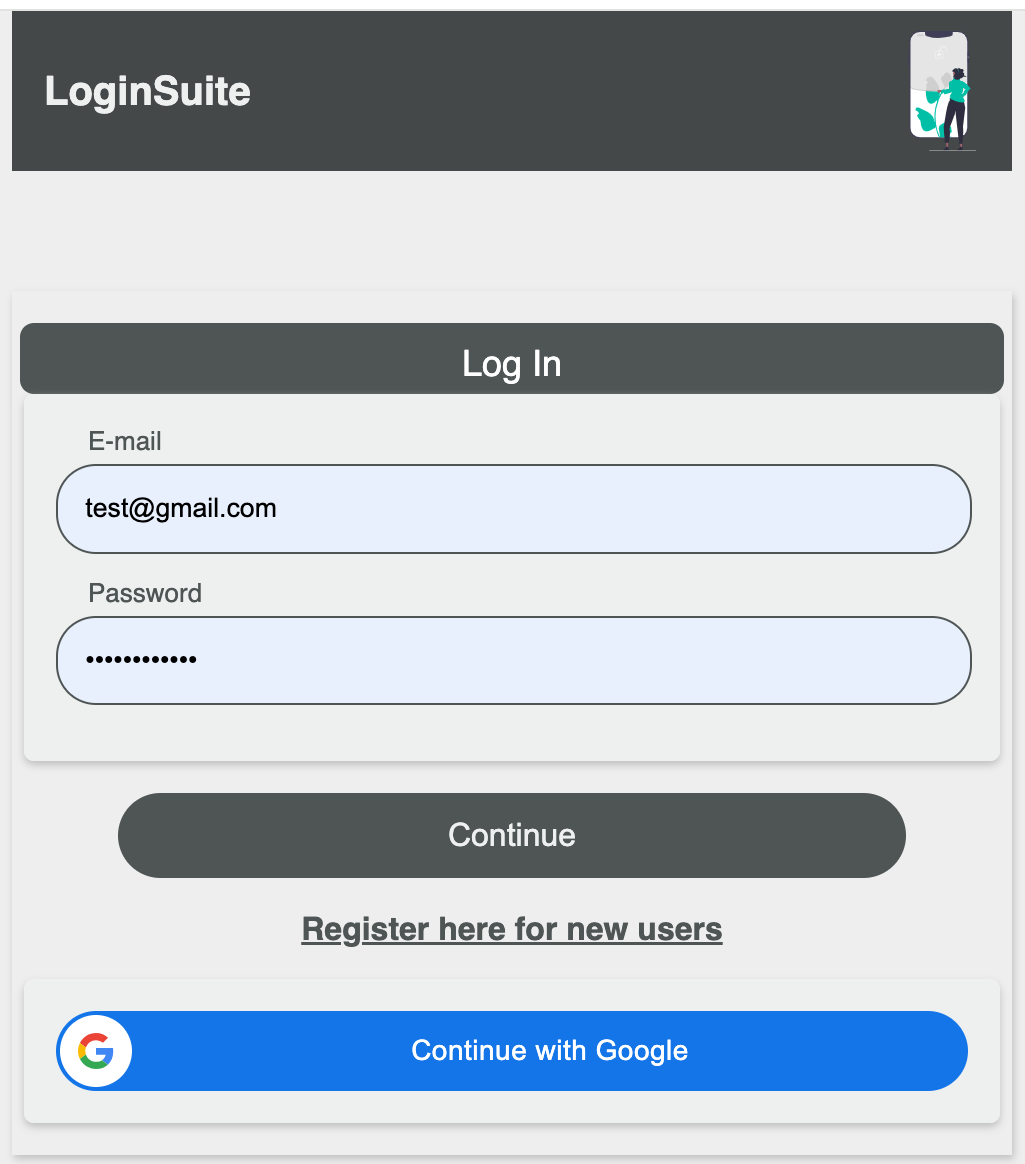 LoginSuite
Log In
E-mail
test@gmail.com
Password
••••••••••••
Continue
Register here for new users
Continue with Google